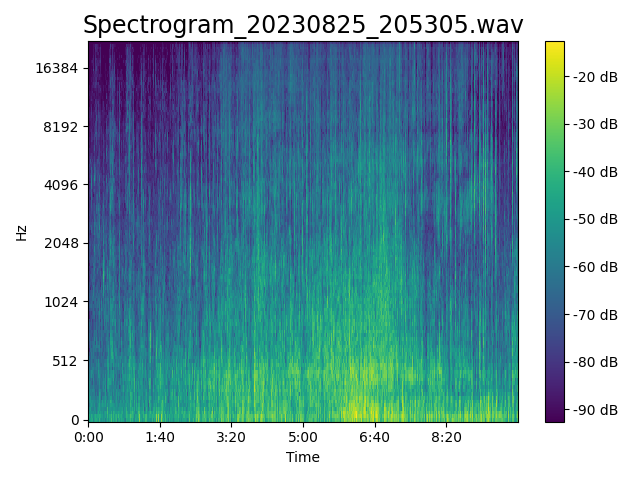 Spectrogram_20230825_205305.wav
16384
8192
4096
2048
1024
512
0
Hz
0:00 1:40 3:20 5:00 6:40 8:20
Time
-20 dB
-30 dB
-40 dB
-50 dB
-60 dB
-70 dB
-80 dB
-90 dB